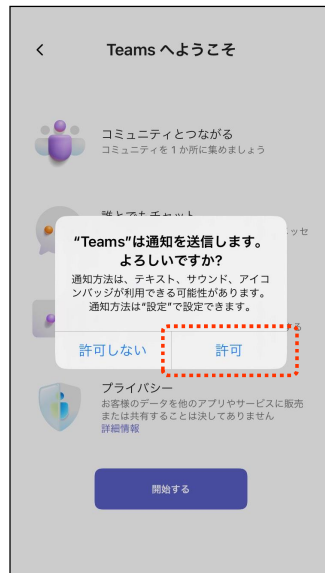 Teams へようこそ
コミュニティとつながる
コミュニティを 1 か所に集めましょう
誰とでもチャット
ッセ
"Teams"は通知を送信します。
よろしいですか?
通知方法は、テキスト、サウンド、アイコ
ンバッジが利用できる可能性があります。
通知方法は"設定"で設定できます。
る
許可しない
許可
プライバシー
お客様のデータを他のアプリやサービスに販売
または共有することは決してありません
詳細情報
開始する